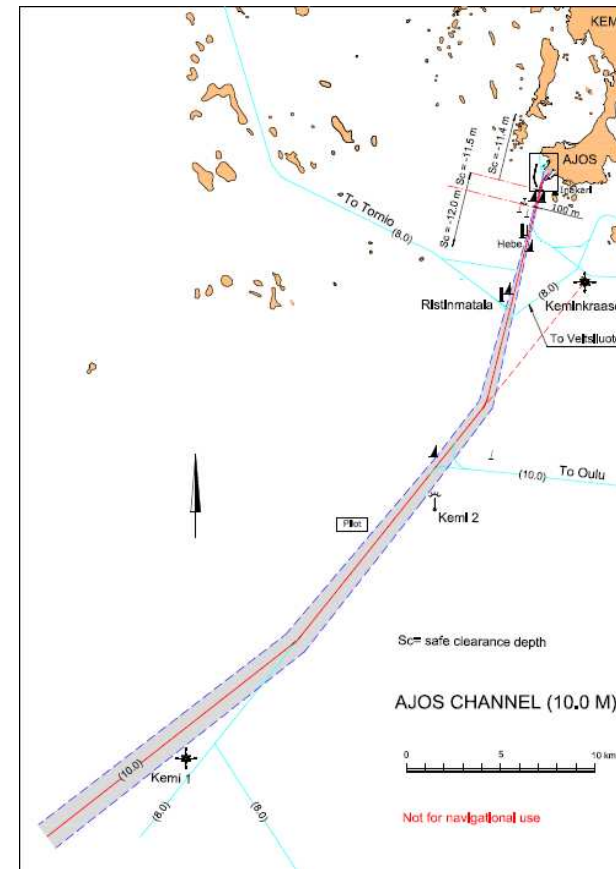 KEM
AJOS
Sc= -11.4 m
Sc = -11.5 m
Sc = -12.0 m
100 m
To Tornio
(8.0)
Hebe
Ristinmatala
(8.0)
Keminkraase
To Veitsiluoto
To Oulu
(10.0)
Pilot
Kemi 2
Sc= safe clearance depth
AJOS CHANNEL (10.0 M)
0 5 10 km
(10.0)
Kemi 1
(8.0)
(8.0)
Not for navigational use